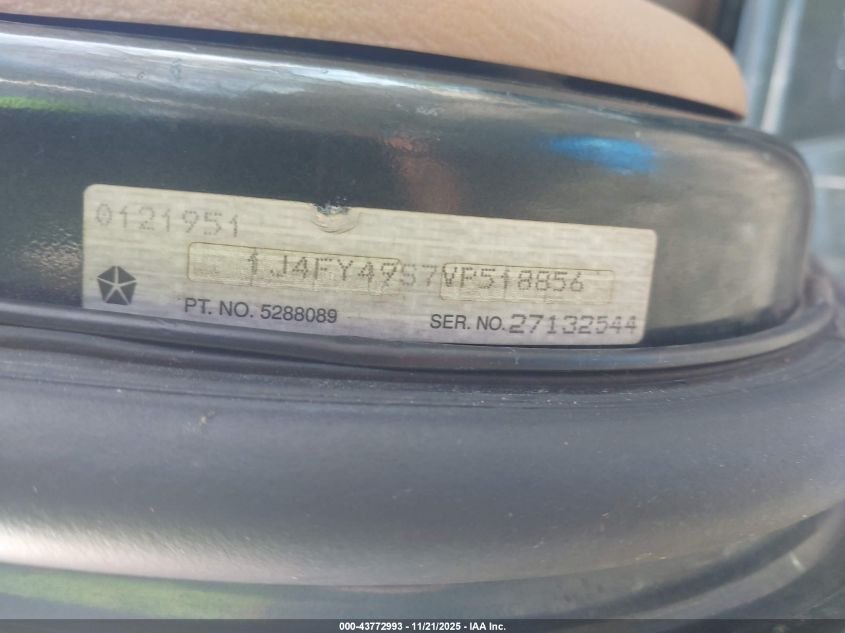 0121951
1J4FY49S7VP518856
PT. NO. 5288089
SER. NO. 27132544
000-43772993 - 11/21/2025 - IAA Inc.